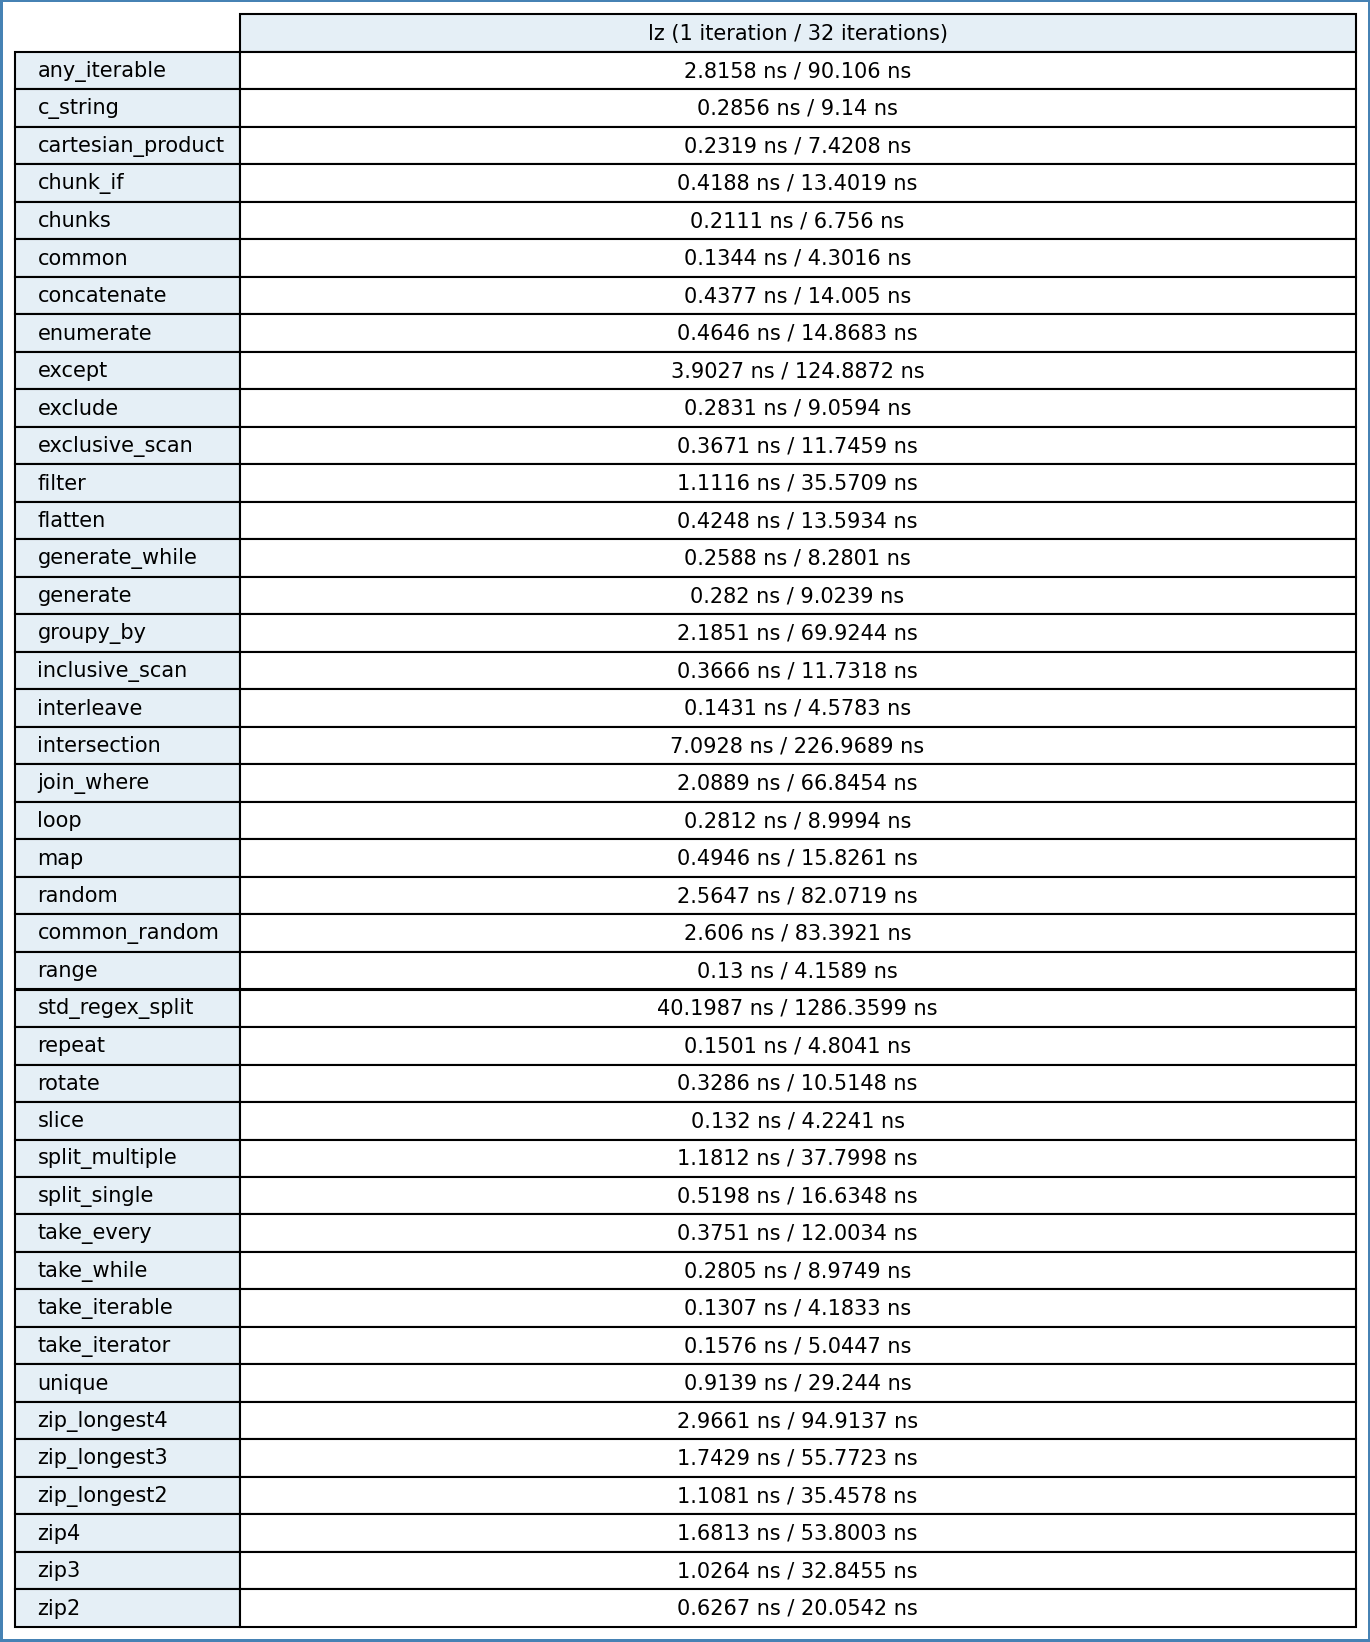 lz (1 iteration / 32 iterations)
any_iterable 2.8158 ns / 90.106 ns
c_string 0.2856 ns / 9.14 ns
cartesian_product 0.2319 ns / 7.4208 ns
chunk_if 0.4188 ns / 13.4019 ns
chunks 0.2111 ns / 6.756 ns
common 0.1344 ns / 4.3016 ns
concatenate 0.4377 ns / 14.005 ns
enumerate 0.4646 ns / 14.8683 ns
except 3.9027 ns / 124.8872 ns
exclude 0.2831 ns / 9.0594 ns
exclusive_scan 0.3671 ns / 11.7459 ns
filter 1.1116 ns / 35.5709 ns
flatten 0.4248 ns / 13.5934 ns
generate_while 0.2588 ns / 8.2801 ns
generate 0.282 ns / 9.0239 ns
groupy_by 2.1851 ns / 69.9244 ns
inclusive_scan 0.3666 ns / 11.7318 ns
interleave 0.1431 ns / 4.5783 ns
intersection 7.0928 ns / 226.9689 ns
join_where 2.0889 ns / 66.8454 ns
loop 0.2812 ns / 8.9994 ns
map 0.4946 ns / 15.8261 ns
random 2.5647 ns / 82.0719 ns
common_random 2.606 ns / 83.3921 ns
range 0.13 ns / 4.1589 ns
std_regex_split 40.1987 ns / 1286.3599 ns
repeat 0.1501 ns / 4.8041 ns
rotate 0.3286 ns / 10.5148 ns
slice 0.132 ns / 4.2241 ns
split_multiple 1.1812 ns / 37.7998 ns
split_single 0.5198 ns / 16.6348 ns
take_every 0.3751 ns / 12.0034 ns
take_while 0.2805 ns / 8.9749 ns
take_iterable 0.1307 ns / 4.1833 ns
take_iterator 0.1576 ns / 5.0447 ns
unique 0.9139 ns / 29.244 ns
zip_longest4 2.9661 ns / 94.9137 ns
zip_longest3 1.7429 ns / 55.7723 ns
zip_longest2 1.1081 ns / 35.4578 ns
zip4 1.6813 ns / 53.8003 ns
zip3 1.0264 ns / 32.8455 ns
zip2 0.6267 ns / 20.0542 ns